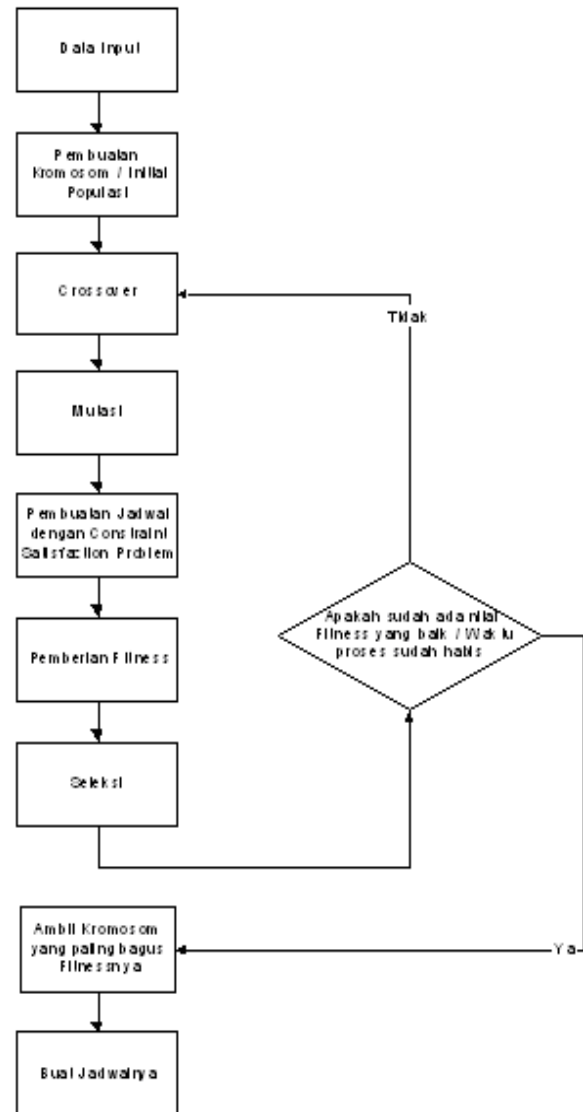 Data Input
Pembuatan
Kromosom / Initial
Populasi
Crossover
Tidak
Mutasi
Pembuatan Jadwal
dengan Constraint
Satisfaction Problem
Apakah sudah ada nilai
Fitness yang baik / Waktu
proses sudah habis
Pemberian Fitness
Seleksi
Ambil Kromosom
yang paling bagus
Fitnessnya
Ya
Buat Jadwalnya